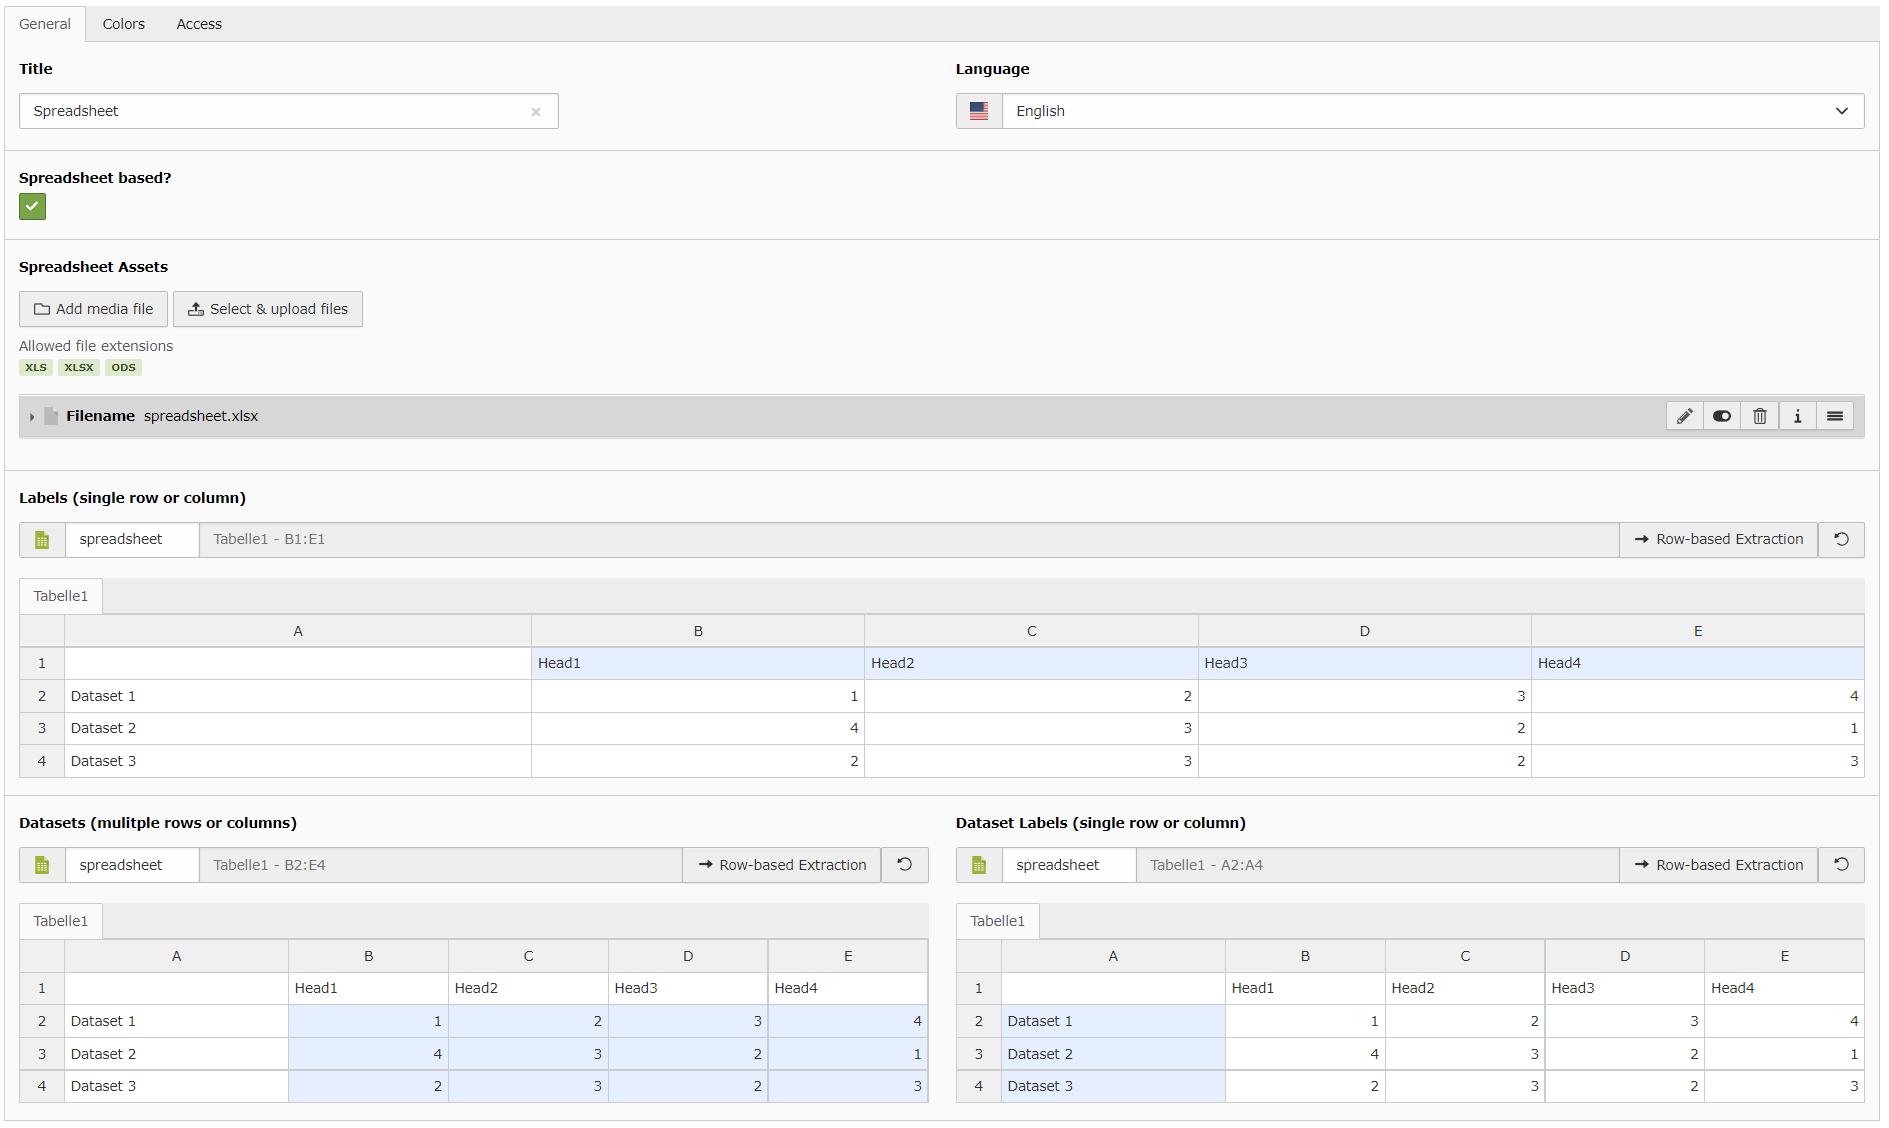 General Colors Access
Title Language
Spreadsheet English
Spreadsheet based?
Spreadsheet Assets
Add media file Select & upload files
Allowed file extensions
XLS XLSX ODS
Filename spreadsheet.xlsx
Labels (single row or column)
spreadsheet Tabelle1 - B1:E1 Row-based Extraction
Tabelle1
A B C D E
1 Head1 Head2 Head3 Head4
2 Dataset 1 1 2 3 4
3 Dataset 2 4 3 2 1
4 Dataset 3 2 3 2 3
Datasets (mulitple rows or columns)
spreadsheet Tabelle1 - B2:E4 Row-based Extraction
Tabelle1
A B C D E
1 Head1 Head2 Head3 Head4
2 Dataset 1 1 2 3 4
3 Dataset 2 4 3 2 1
4 Dataset 3 2 3 2 3
Dataset Labels (single row or column)
spreadsheet Tabelle1 - A2:A4 Row-based Extraction
Tabelle1
A B C D E
1 Head1 Head2 Head3 Head4
2 Dataset 1 1 2 3 4
3 Dataset 2 4 3 2 1
4 Dataset 3 2 3 2 3